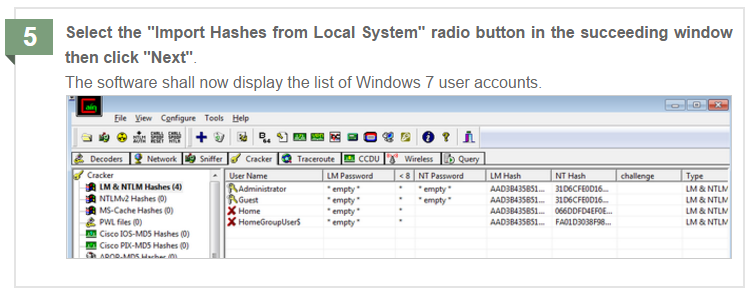 5
Select the "Import Hashes from Local System" radio button in the succeeding window
then click "Next".
The software shall now display the list of Windows 7 user accounts.
File View Configure Tools Help
Decoders Network Sniffer Cracker Traceroute CCDU Wireless Query
Cracker
LM & NTLM Hashes (4)
NTLMv2 Hashes (0)
MS-Cache Hashes (0)
PWL files (0)
Cisco IOS-MD5 Hashes (0)
Cisco PIX-MD5 Hashes (0)
APOP-MD5 Hashes (0)
User Name LM Password < 8 NT Password LM Hash NT Hash challenge Type
Administrator * empty * * * empty * AAD3B435B51... 31D6CFE0D16... LM & NTLM
Guest * empty * * * empty * AAD3B435B51... 31D6CFE0D16... LM & NTLM
Home * empty * * AAD3B435B51... 066DDFD4EF0E... LM & NTLM
HomeGroupUser$ * empty * * AAD3B435B51... FA01D3038F98... LM & NTLM